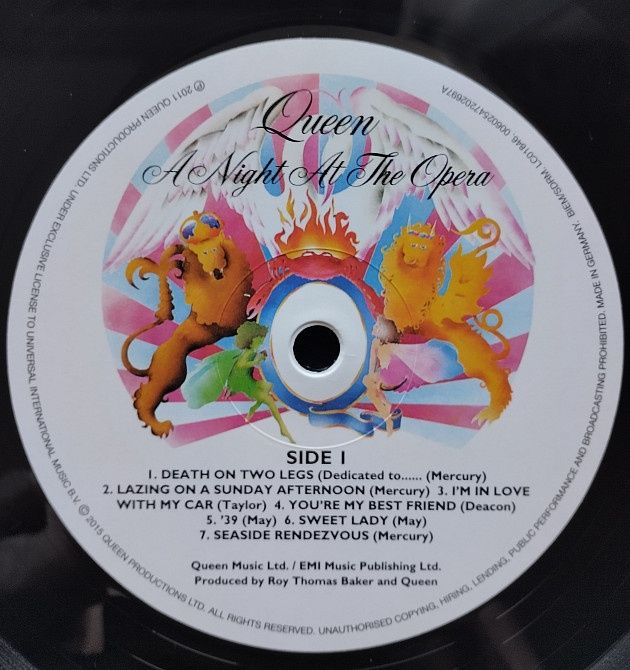 Queen
A Night At The Opera
SIDE 1
1. DEATH ON TWO LEGS (Dedicated to...... (Mercury)
2. LAZING ON A SUNDAY AFTERNOON (Mercury) 3. I'M IN LOVE
WITH MY CAR (Taylor) 4. YOU'RE MY BEST FRIEND (Deacon)
5. '39 (May) 6. SWEET LADY (May)
7. SEASIDE RENDEZVOUS (Mercury)
Queen Music Ltd. / EMI Music Publishing Ltd.
Produced by Roy Thomas Baker and Queen
℗ 2011 QUEEN PRODUCTIONS LTD. UNDER EXCLUSIVE LICENSE TO UNIVERSAL INTERNATIONAL MUSIC B.V. © 2015 QUEEN PRODUCTIONS LTD. ALL RIGHTS RESERVED. UNAUTHORISED COPYING, HIRING, LENDING, PUBLIC PERFORMANCE AND BROADCASTING PROHIBITED. MADE IN GERMANY. BIEM/SDRM. LC01846. 00602547202697A